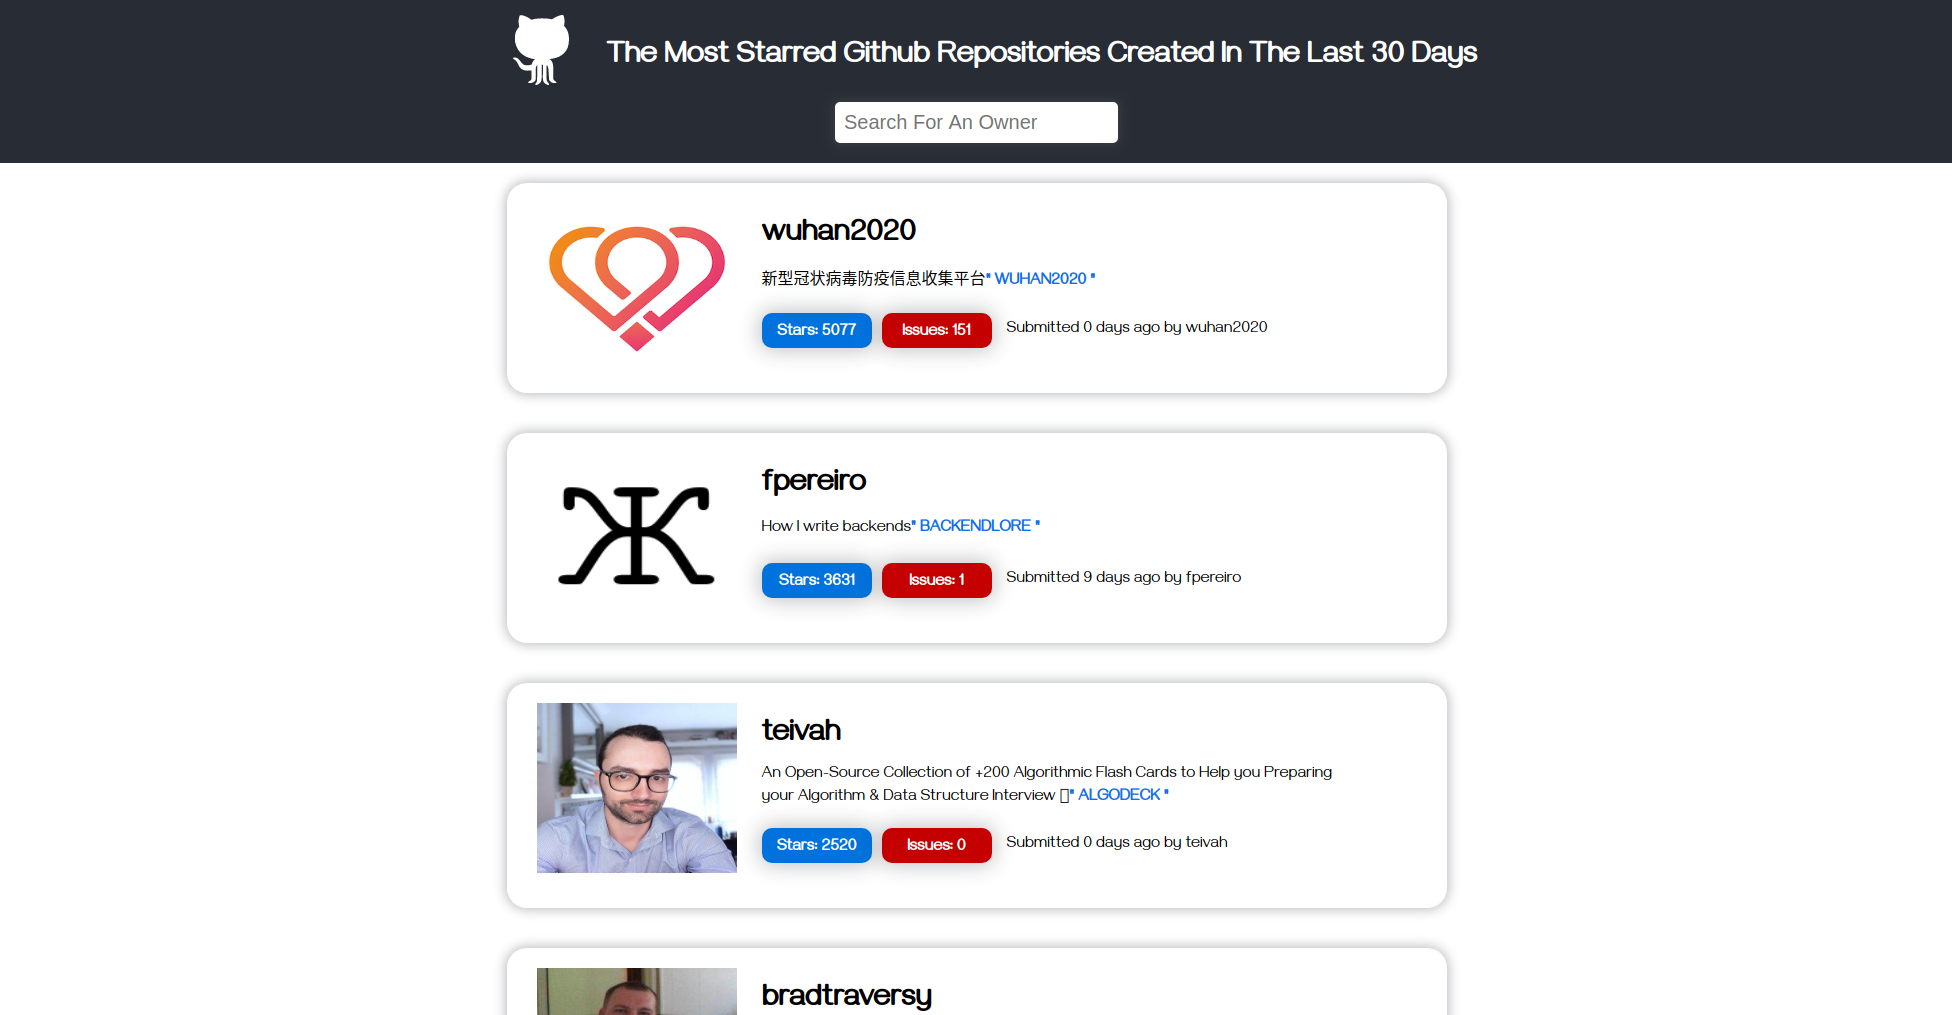 The Most Starred Github Repositories Created In The Last 30 Days
Search For An Owner
wuhan2020
新型冠状病毒防疫信息收集平台" WUHAN2020 "
Stars: 5077 Issues: 151 Submitted 0 days ago by wuhan2020
fpereiro
How I write backends" BACKENDLORE "
Stars: 3631 Issues: 1 Submitted 9 days ago by fpereiro
teivah
An Open-Source Collection of +200 Algorithmic Flash Cards to Help you Preparing
your Algorithm & Data Structure Interview " ALGODECK "
Stars: 2520 Issues: 0 Submitted 0 days ago by teivah
bradtraversy